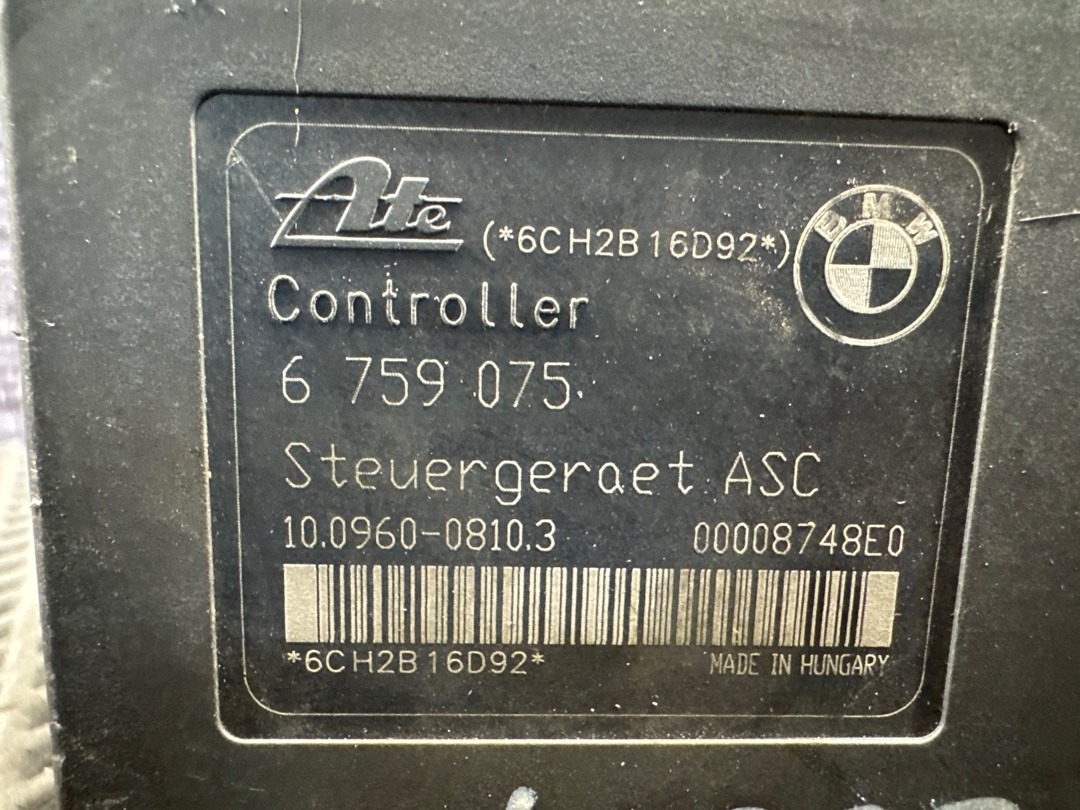 Ate (*6CH2B16D92*) BMW
Controller
6 759 075
Steuergeraet ASC
10.0960-0810.3 00008748E0
*6CH2B16D92* MADE IN HUNGARY